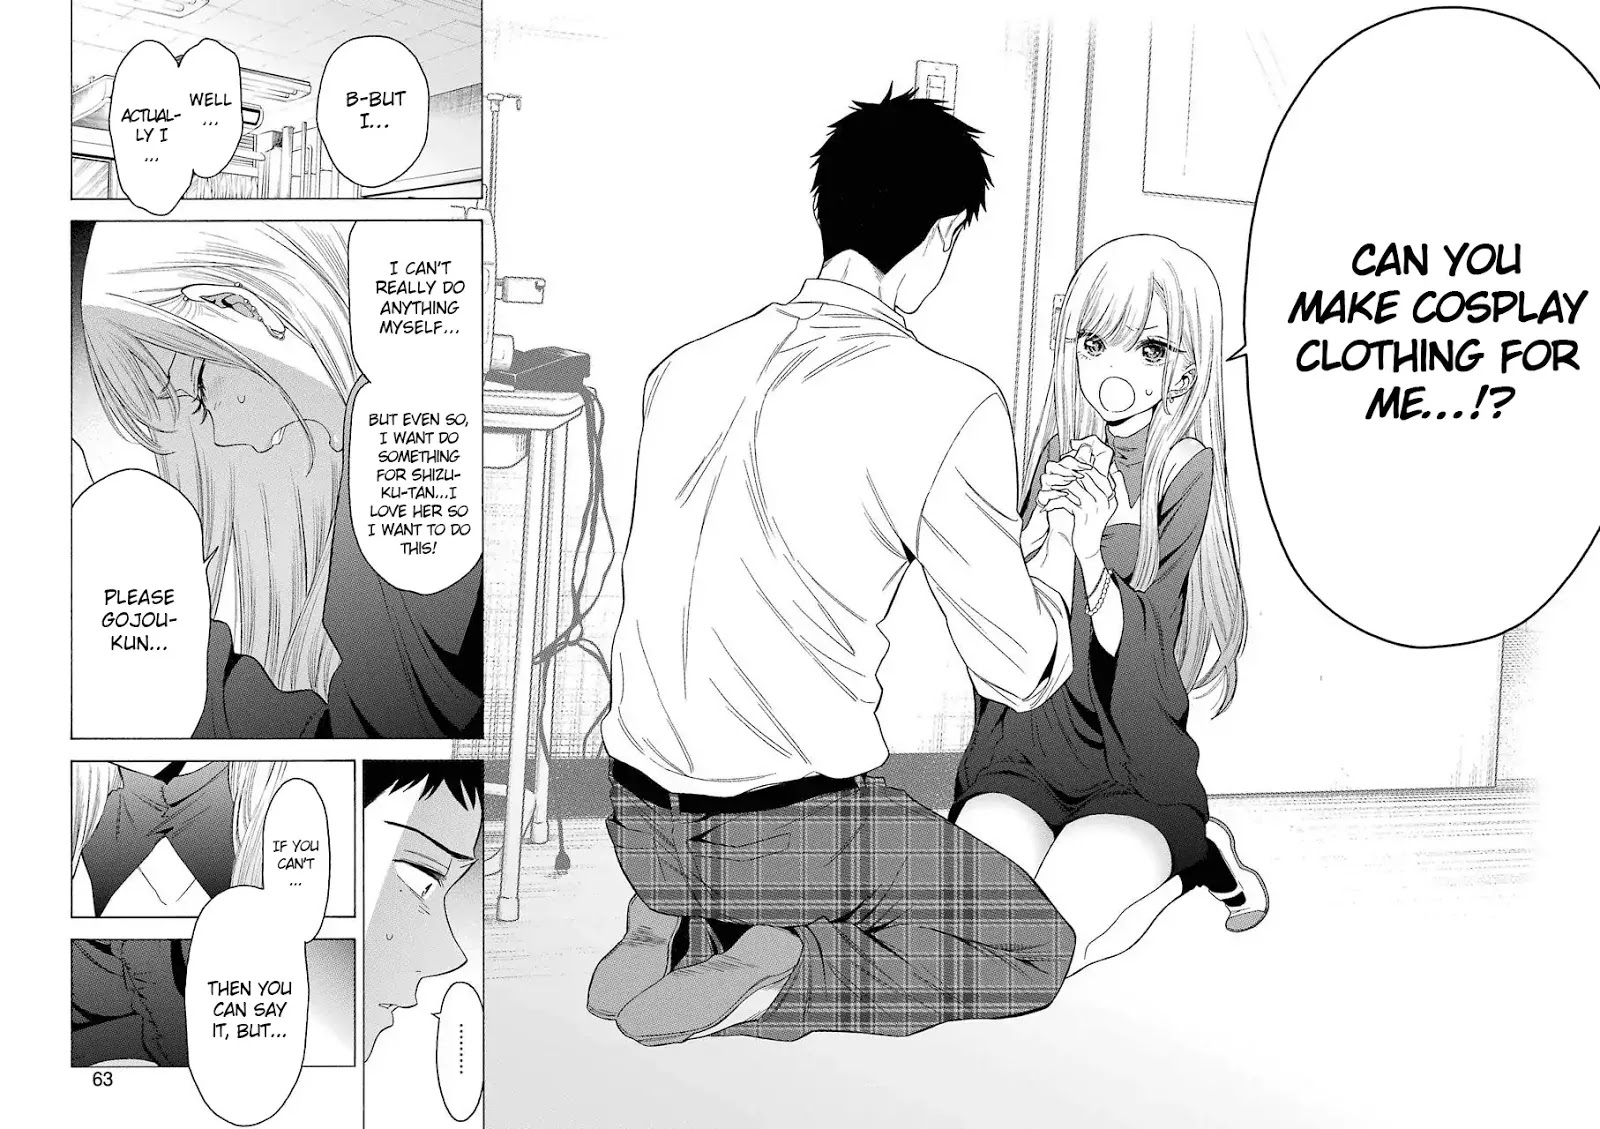 CAN YOU
MAKE COSPLAY
CLOTHING FOR
ME...!?
B-BUT
I...
WELL
...
ACTUAL-
LY I
...
I CAN'T
REALLY DO
ANYTHING
MYSELF...
BUT EVEN SO,
I WANT DO
SOMETHING
FOR SHIZU-
KU-TAN...I
LOVE HER SO
I WANT TO DO
THIS!
PLEASE
GOJOU-
KUN...
IF YOU
CAN'T
...
THEN YOU
CAN SAY
IT, BUT...
.........
63